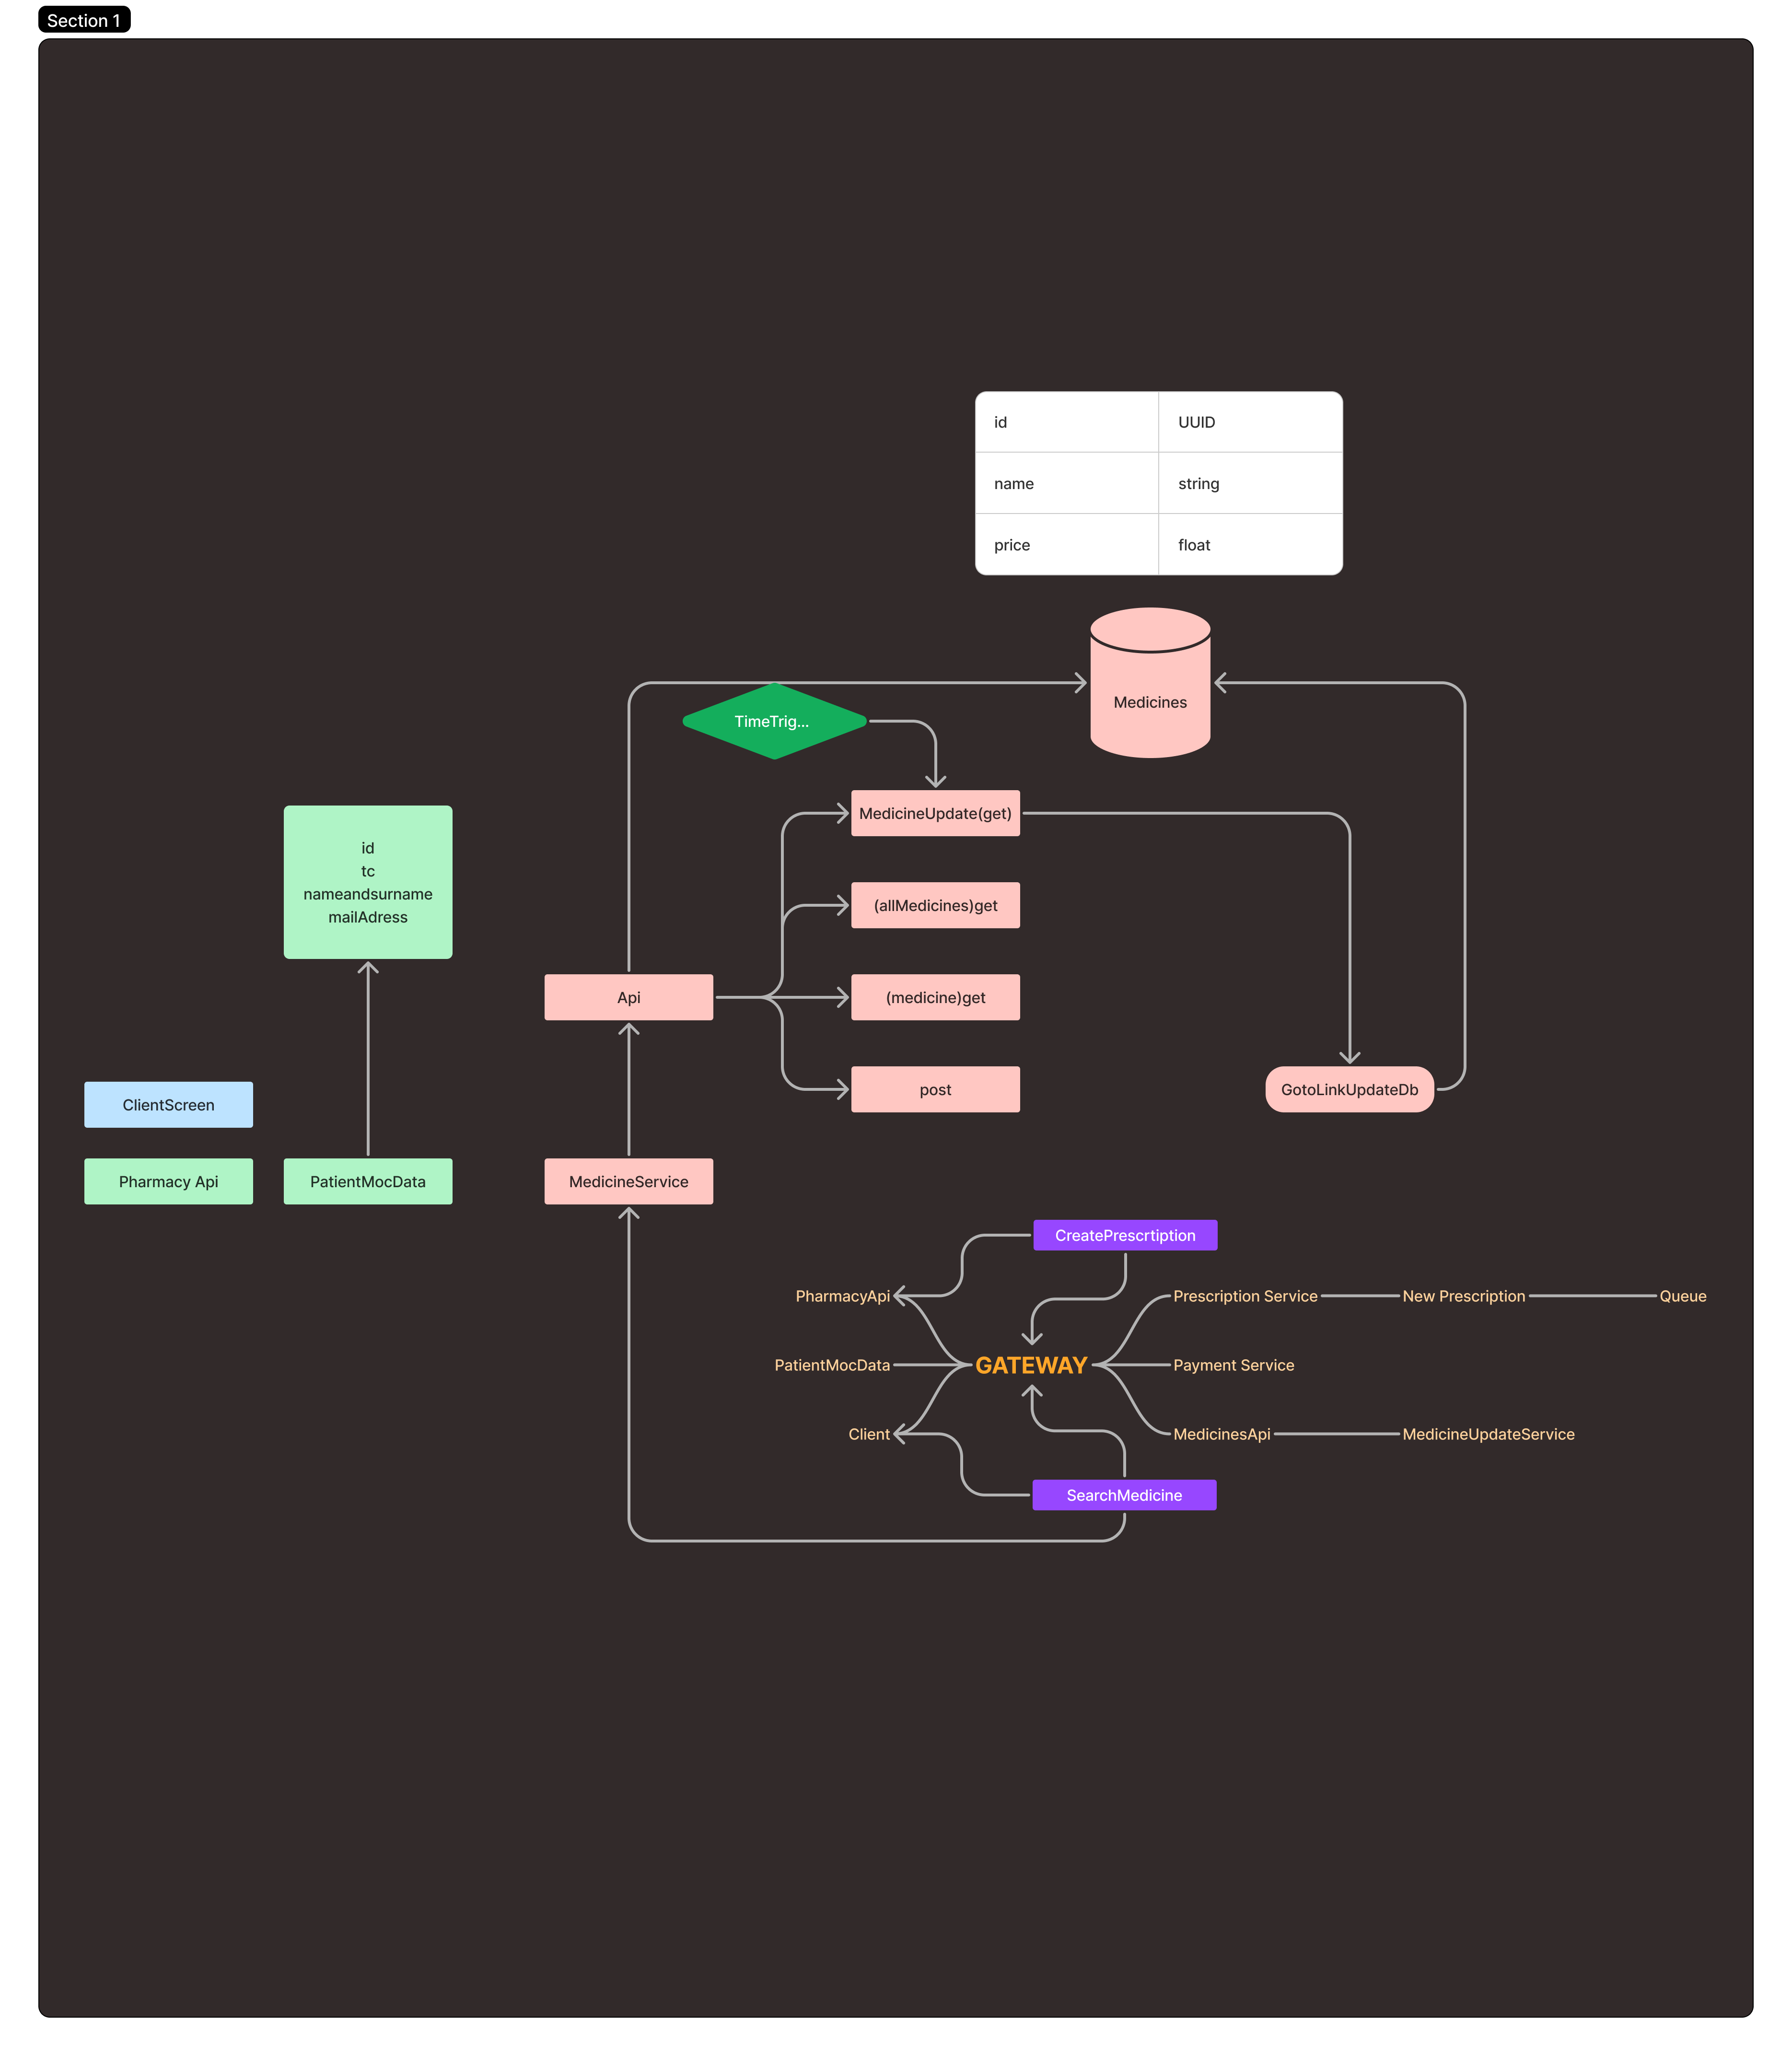 Section 1
id
UUID
name
string
price
float
Medicines
TimeTrig...
MedicineUpdate(get)
id
tc
nameandsurname
mailAdress
(allMedicines)get
Api
(medicine)get
ClientScreen
post
GotoLinkUpdateDb
Pharmacy Api
PatientMocData
MedicineService
CreatePrescrtiption
PharmacyApi
Prescription Service
New Prescription
Queue
PatientMocData
GATEWAY
Payment Service
Client
MedicinesApi
MedicineUpdateService
SearchMedicine